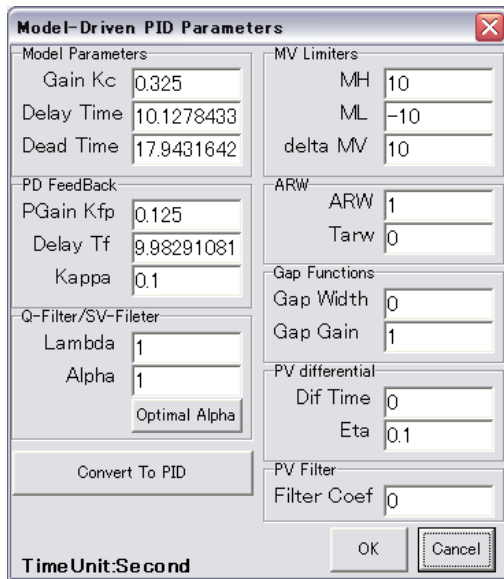 Model-Driven PID Parameters
Model Parameters
Gain Kc 0.325
Delay Time 10.1278433
Dead Time 17.9431642
PD FeedBack
PGain Kfp 0.125
Delay Tf 9.98291081
Kappa 0.1
Q-Filter/SV-Fileter
Lambda 1
Alpha 1
Optimal Alpha
Convert To PID
TimeUnit:Second
MV Limiters
MH 10
ML -10
delta MV 10
ARW
ARW 1
Tarw 0
Gap Functions
Gap Width 0
Gap Gain 1
PV differential
Dif Time 0
Eta 0.1
PV Filter
Filter Coef 0
OK Cancel